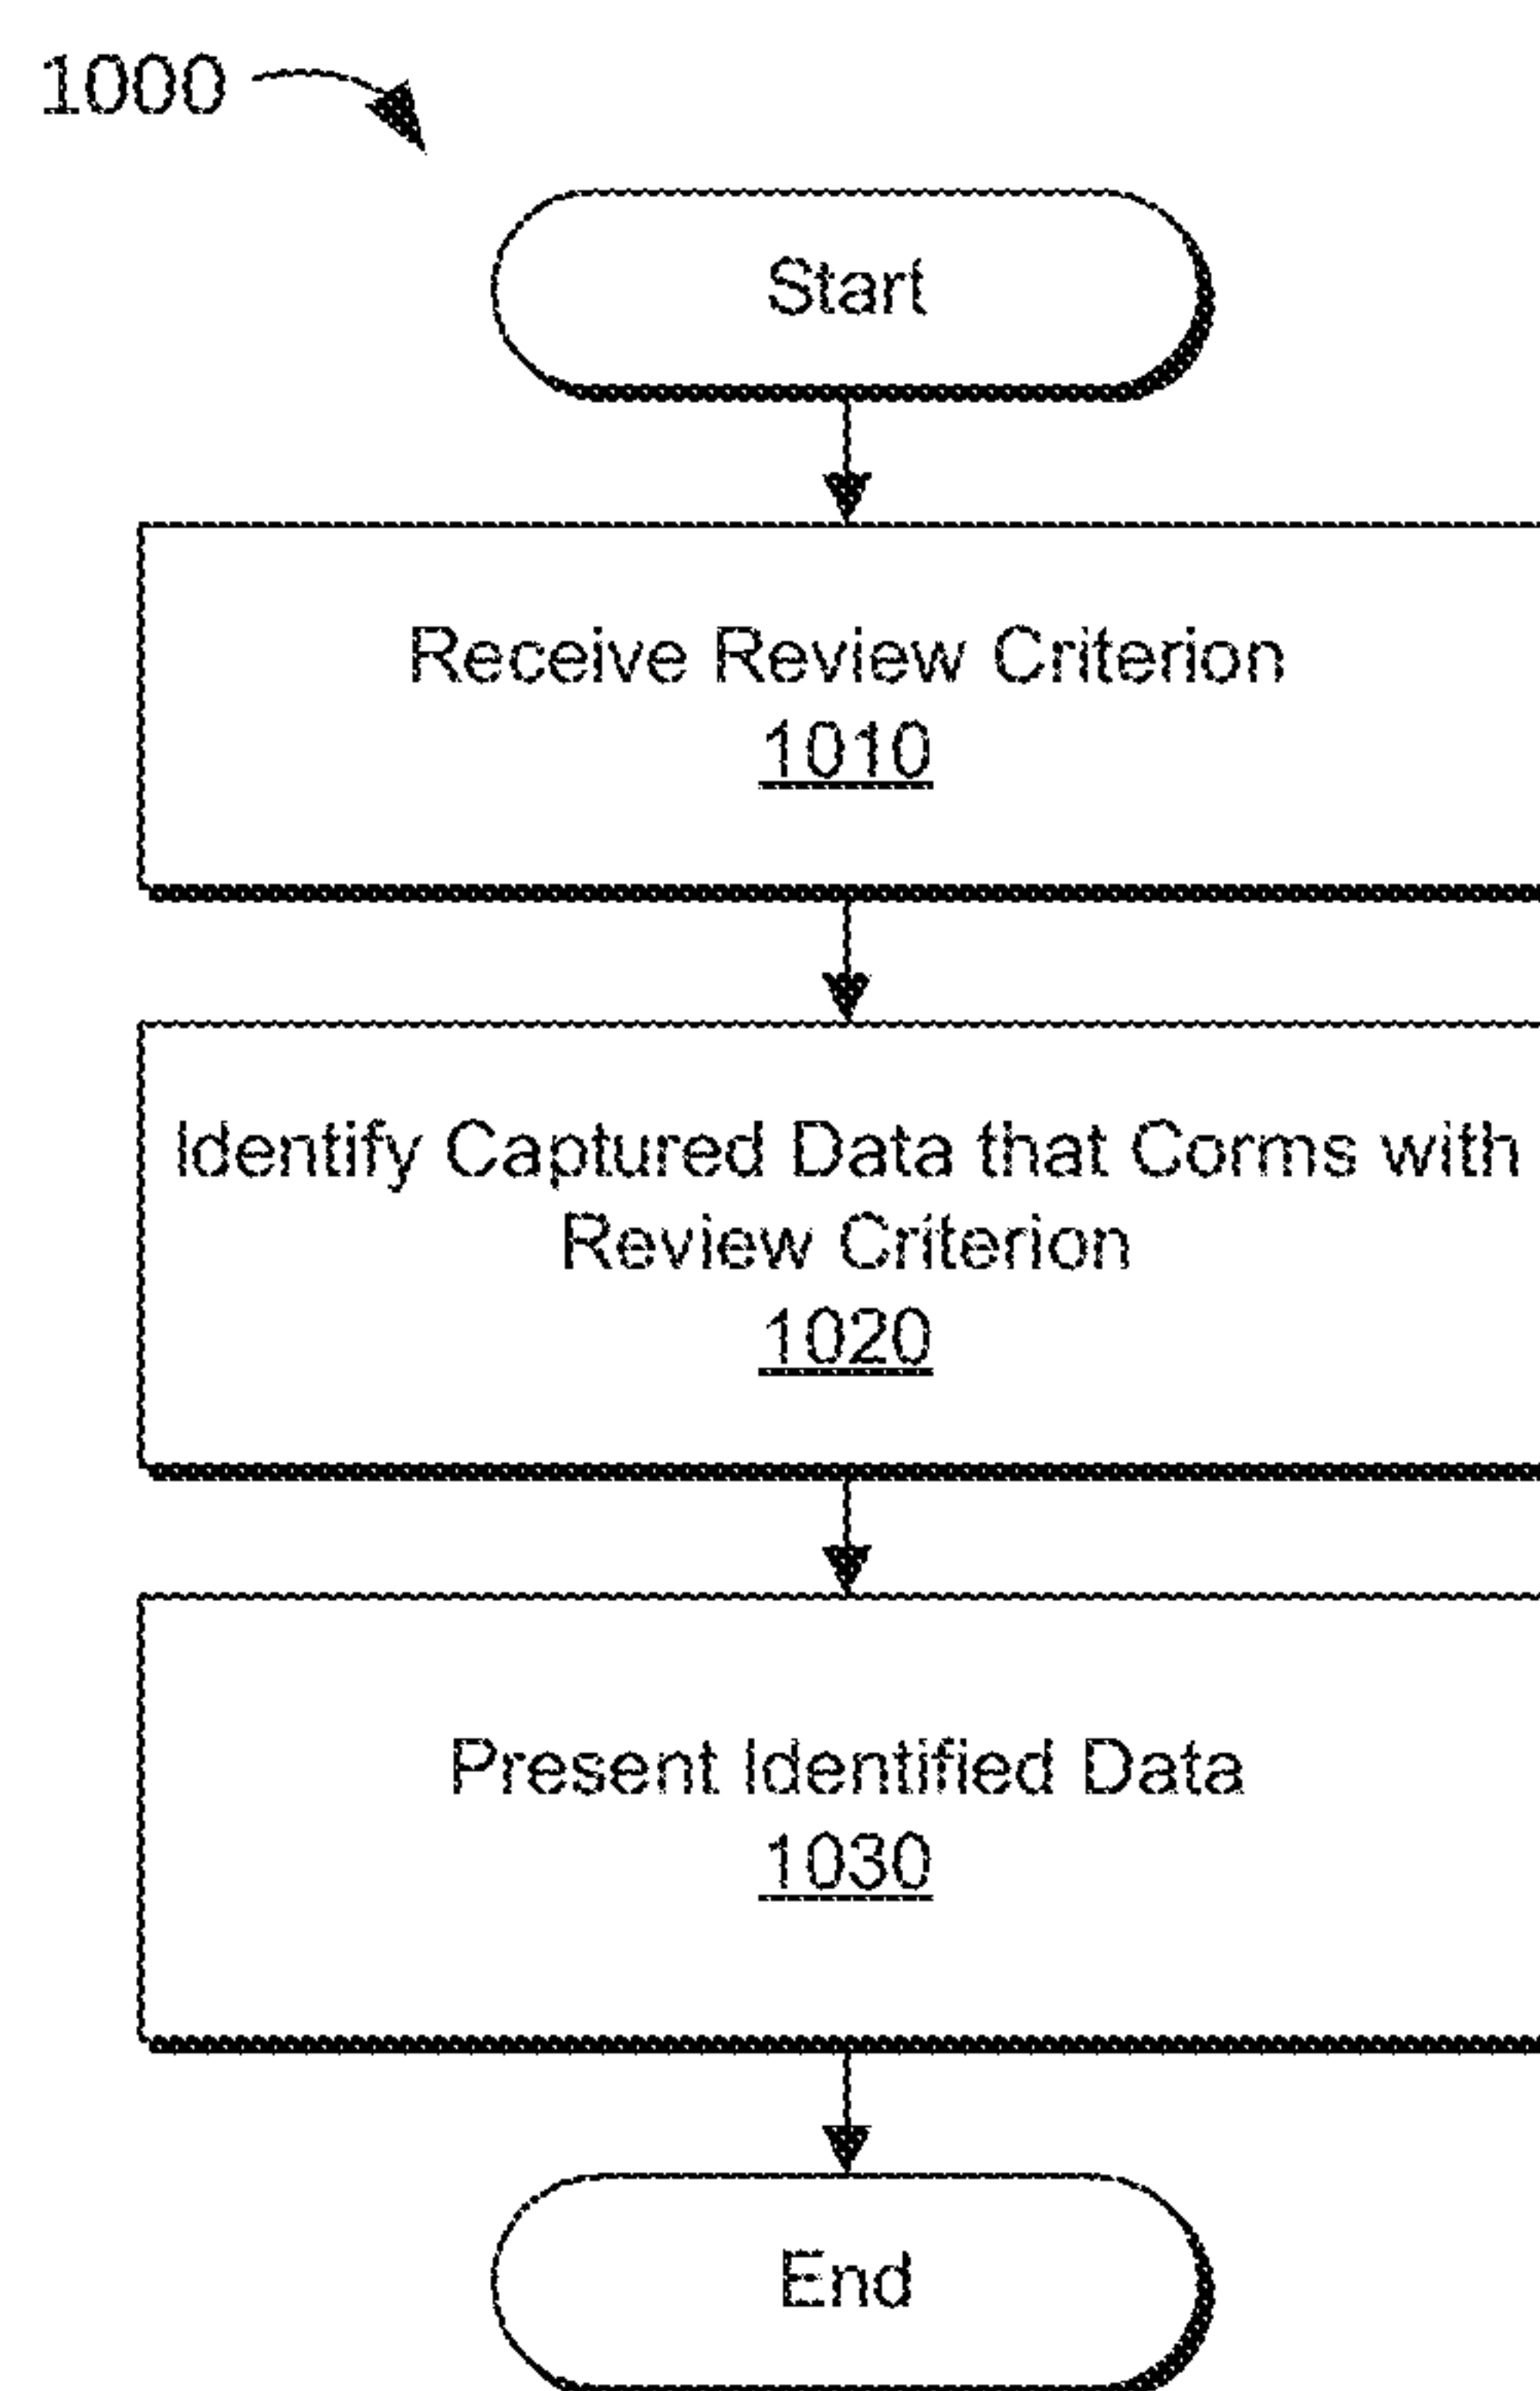 1000
Start
Receive Review Criterion
1010
Identify Captured Data that Corms with
Review Criterion
1020
Present Identified Data
1030
End